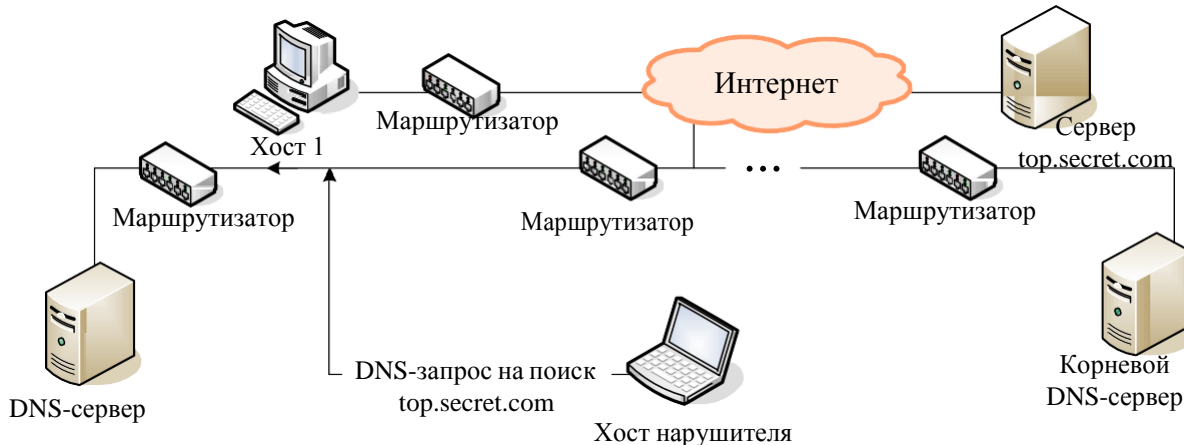 Интернет
Маршрутизатор
Хост 1
Сервер
top.secret.com
Маршрутизатор
Маршрутизатор
Маршрутизатор
DNS-сервер
DNS-запрос на поиск
top.secret.com
Хост нарушителя
Корневой
DNS-сервер